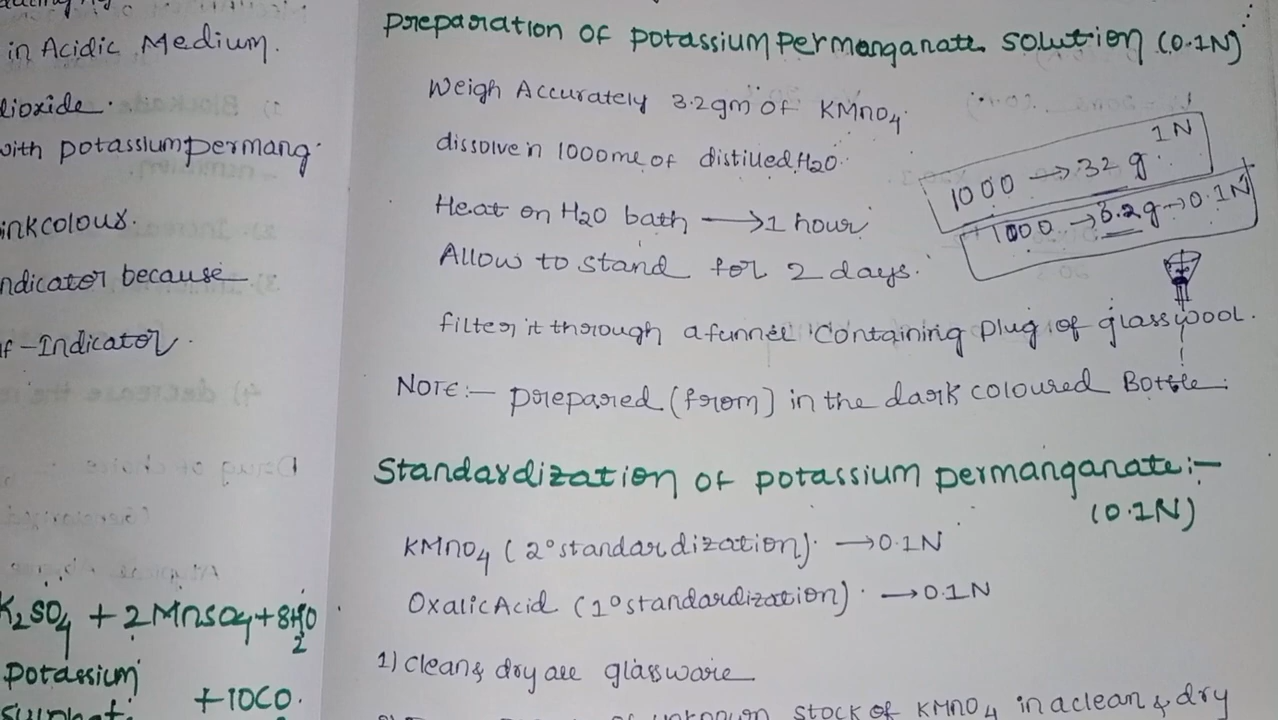 in Acidic Medium.
lioxide.
with potassiumpermang.
inkcolour.
ndicator because
f-Indicator.
K2SO4 + 2MnSO4 + 8H2O
potassium
+10CO
Preparation of potassium permanganate solution (0.1N)
Weigh Accurately 3.2gm of KMnO4.
dissolve n 1000ml of distilled H2O.
Heat on H2O bath → 1 hour
Allow to stand for 2 days.
filter it through a funnel containing plug of glass wool.
NOTE:- prepared (from) in the dark coloured Bottle.
1000 → 32 g. 1N
1000 → 3.2g → 0.1N
Standardization of potassium permanganate:-
(0.1N)
KMnO4 (2° standardization). → 0.1N
Oxalic Acid (1° standardization). → 0.1N
1) clean & dry all glassware
stock of KMnO4 in a clean & dry